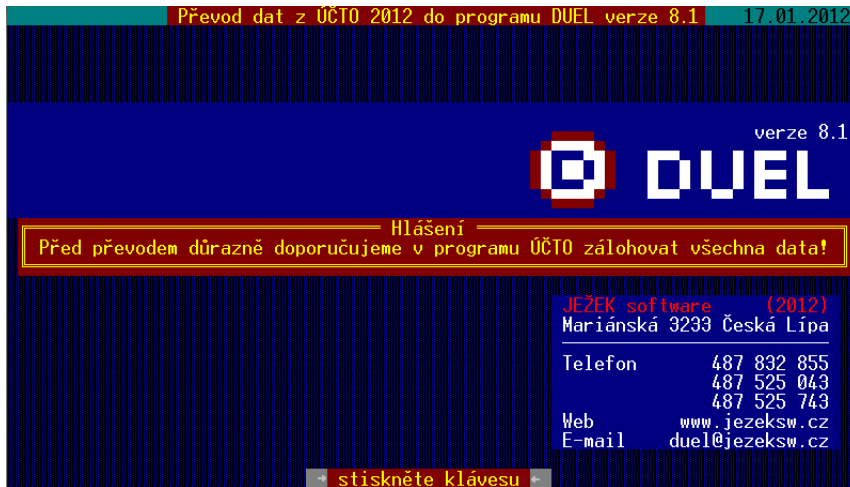 Převod dat z ÚČTO 2012 do programu DUEL verze 8.1 17.01.2012
verze 8.1
DUEL
Hlášení
Před převodem důrazně doporučujeme v programu ÚČTO zálohovat všechna data!
JEŽEK software (2012)
Mariánská 3233 Česká Lípa
Telefon 487 832 855
487 525 043
487 525 743
Web www.jezeksw.cz
E-mail duel@jezeksw.cz
→ stiskněte klávesu ←